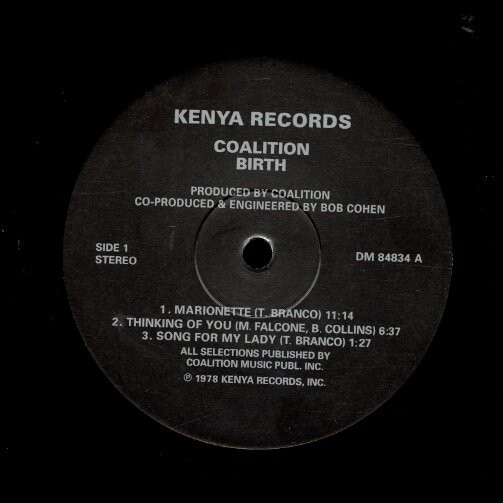 KENYA RECORDS
COALITION
BIRTH
PRODUCED BY COALITION
CO-PRODUCED & ENGINEERED BY BOB COHEN
SIDE 1
STEREO
DM 84834 A
1. MARIONETTE (T. BRANCO) 11:14
2. THINKING OF YOU (M. FALCONE, B. COLLINS) 6:37
3. SONG FOR MY LADY (T. BRANCO) 1:27
ALL SELECTIONS PUBLISHED BY
COALITION MUSIC PUBL. INC.
℗ 1978 KENYA RECORDS, INC.